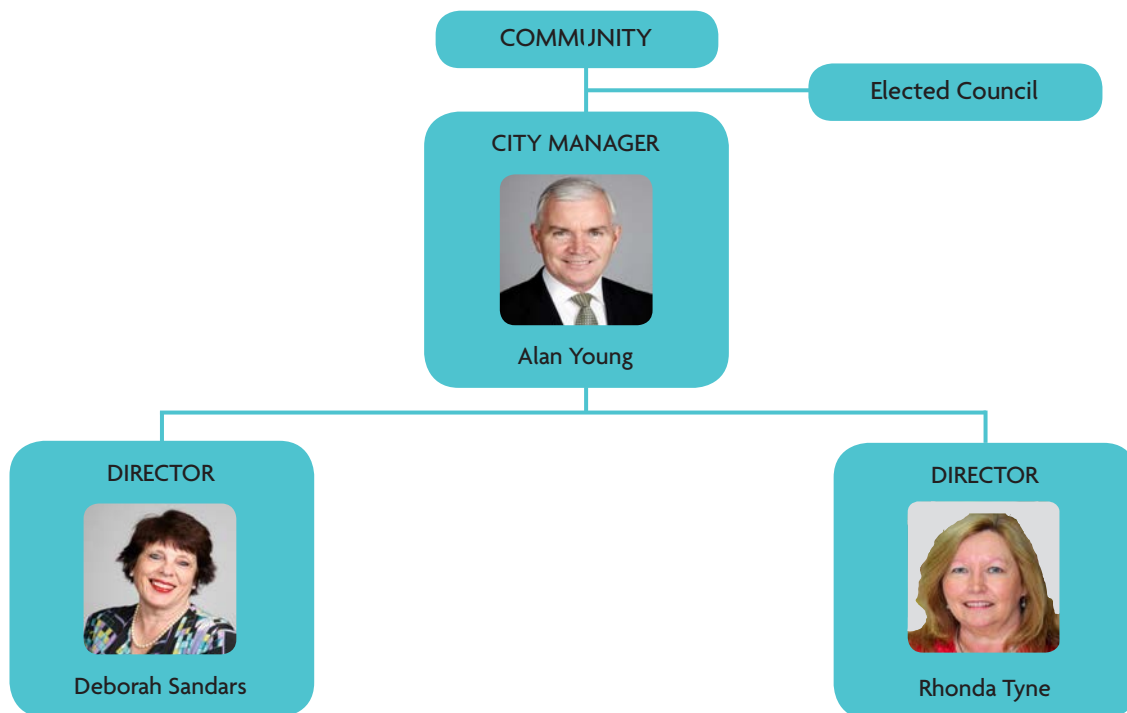 COMMUNITY
Elected Council
CITY MANAGER
Alan Young
DIRECTOR
Deborah Sandars
DIRECTOR
Rhonda Tyne